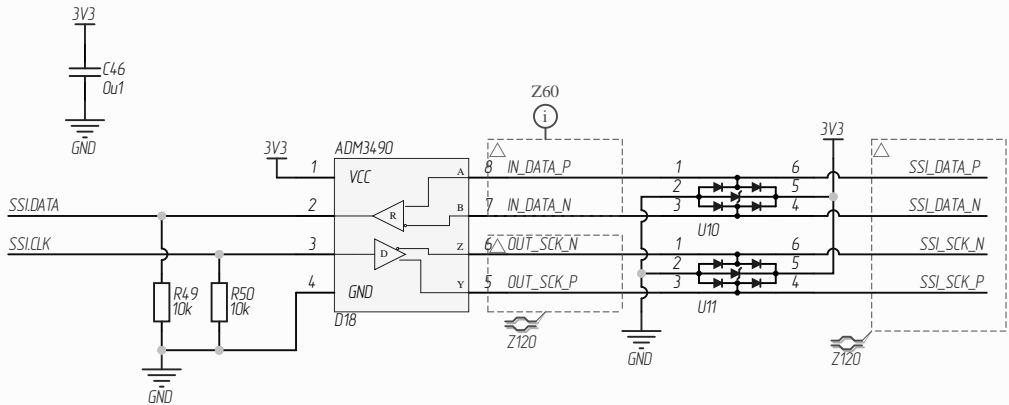 3V3
C46
0u1
GND
Z60
i
3V3
ADM3490
3V3
1
VCC
A
8
IN_DATA_P
1
6
SSI_DATA_P
2
5
SSI.DATA
2
R
B
7
IN_DATA_N
3
4
SSI_DATA_N
U10
SSI.CLK
3
D
Z
6
OUT_SCK_N
1
6
SSI_SCK_N
2
5
R49
10k
R50
10k
4
GND
Y
5
OUT_SCK_P
3
4
SSI_SCK_P
U11
D18
Z120
GND
Z120
GND